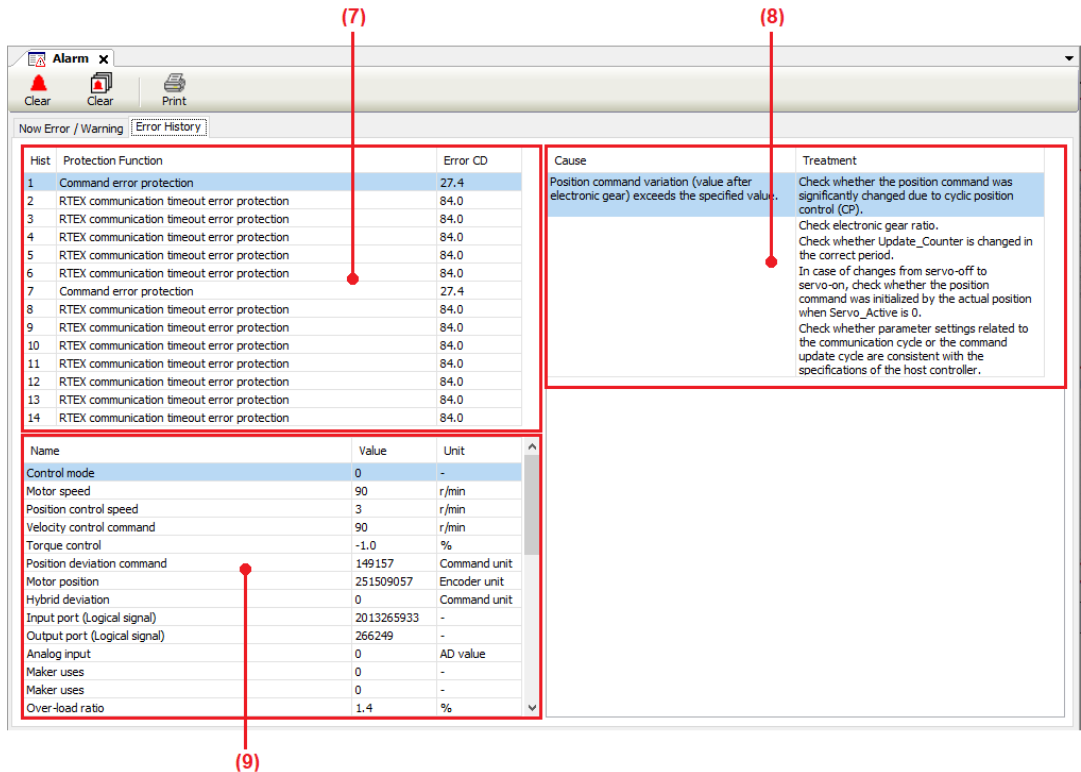 (7) (8)
Alarm
Clear Clear Print
Now Error / Warning Error History
Hist Protection Function Error CD
1 Command error protection 27.4
2 RTEX communication timeout error protection 84.0
3 RTEX communication timeout error protection 84.0
4 RTEX communication timeout error protection 84.0
5 RTEX communication timeout error protection 84.0
6 RTEX communication timeout error protection 84.0
7 Command error protection 27.4
8 RTEX communication timeout error protection 84.0
9 RTEX communication timeout error protection 84.0
10 RTEX communication timeout error protection 84.0
11 RTEX communication timeout error protection 84.0
12 RTEX communication timeout error protection 84.0
13 RTEX communication timeout error protection 84.0
14 RTEX communication timeout error protection 84.0
Cause Treatment
Position command variation (value after
electronic gear) exceeds the specified value.
Check whether the position command was
significantly changed due to cyclic position
control (CP).
Check electronic gear ratio.
Check whether Update_Counter is changed in
the correct period.
In case of changes from servo-off to
servo-on, check whether the position
command was initialized by the actual position
when Servo_Active is 0.
Check whether parameter settings related to
the communication cycle or the command
update cycle are consistent with the
specifications of the host controller.
Name Value Unit
Control mode 0 -
Motor speed 90 r/min
Position control speed 3 r/min
Velocity control command 90 r/min
Torque control -1.0 %
Position deviation command 149157 Command unit
Motor position 251509057 Encoder unit
Hybrid deviation 0 Command unit
Input port (Logical signal) 2013265933 -
Output port (Logical signal) 266249 -
Analog input 0 AD value
Maker uses 0 -
Maker uses 0 -
Over-load ratio 1.4 %
(9)